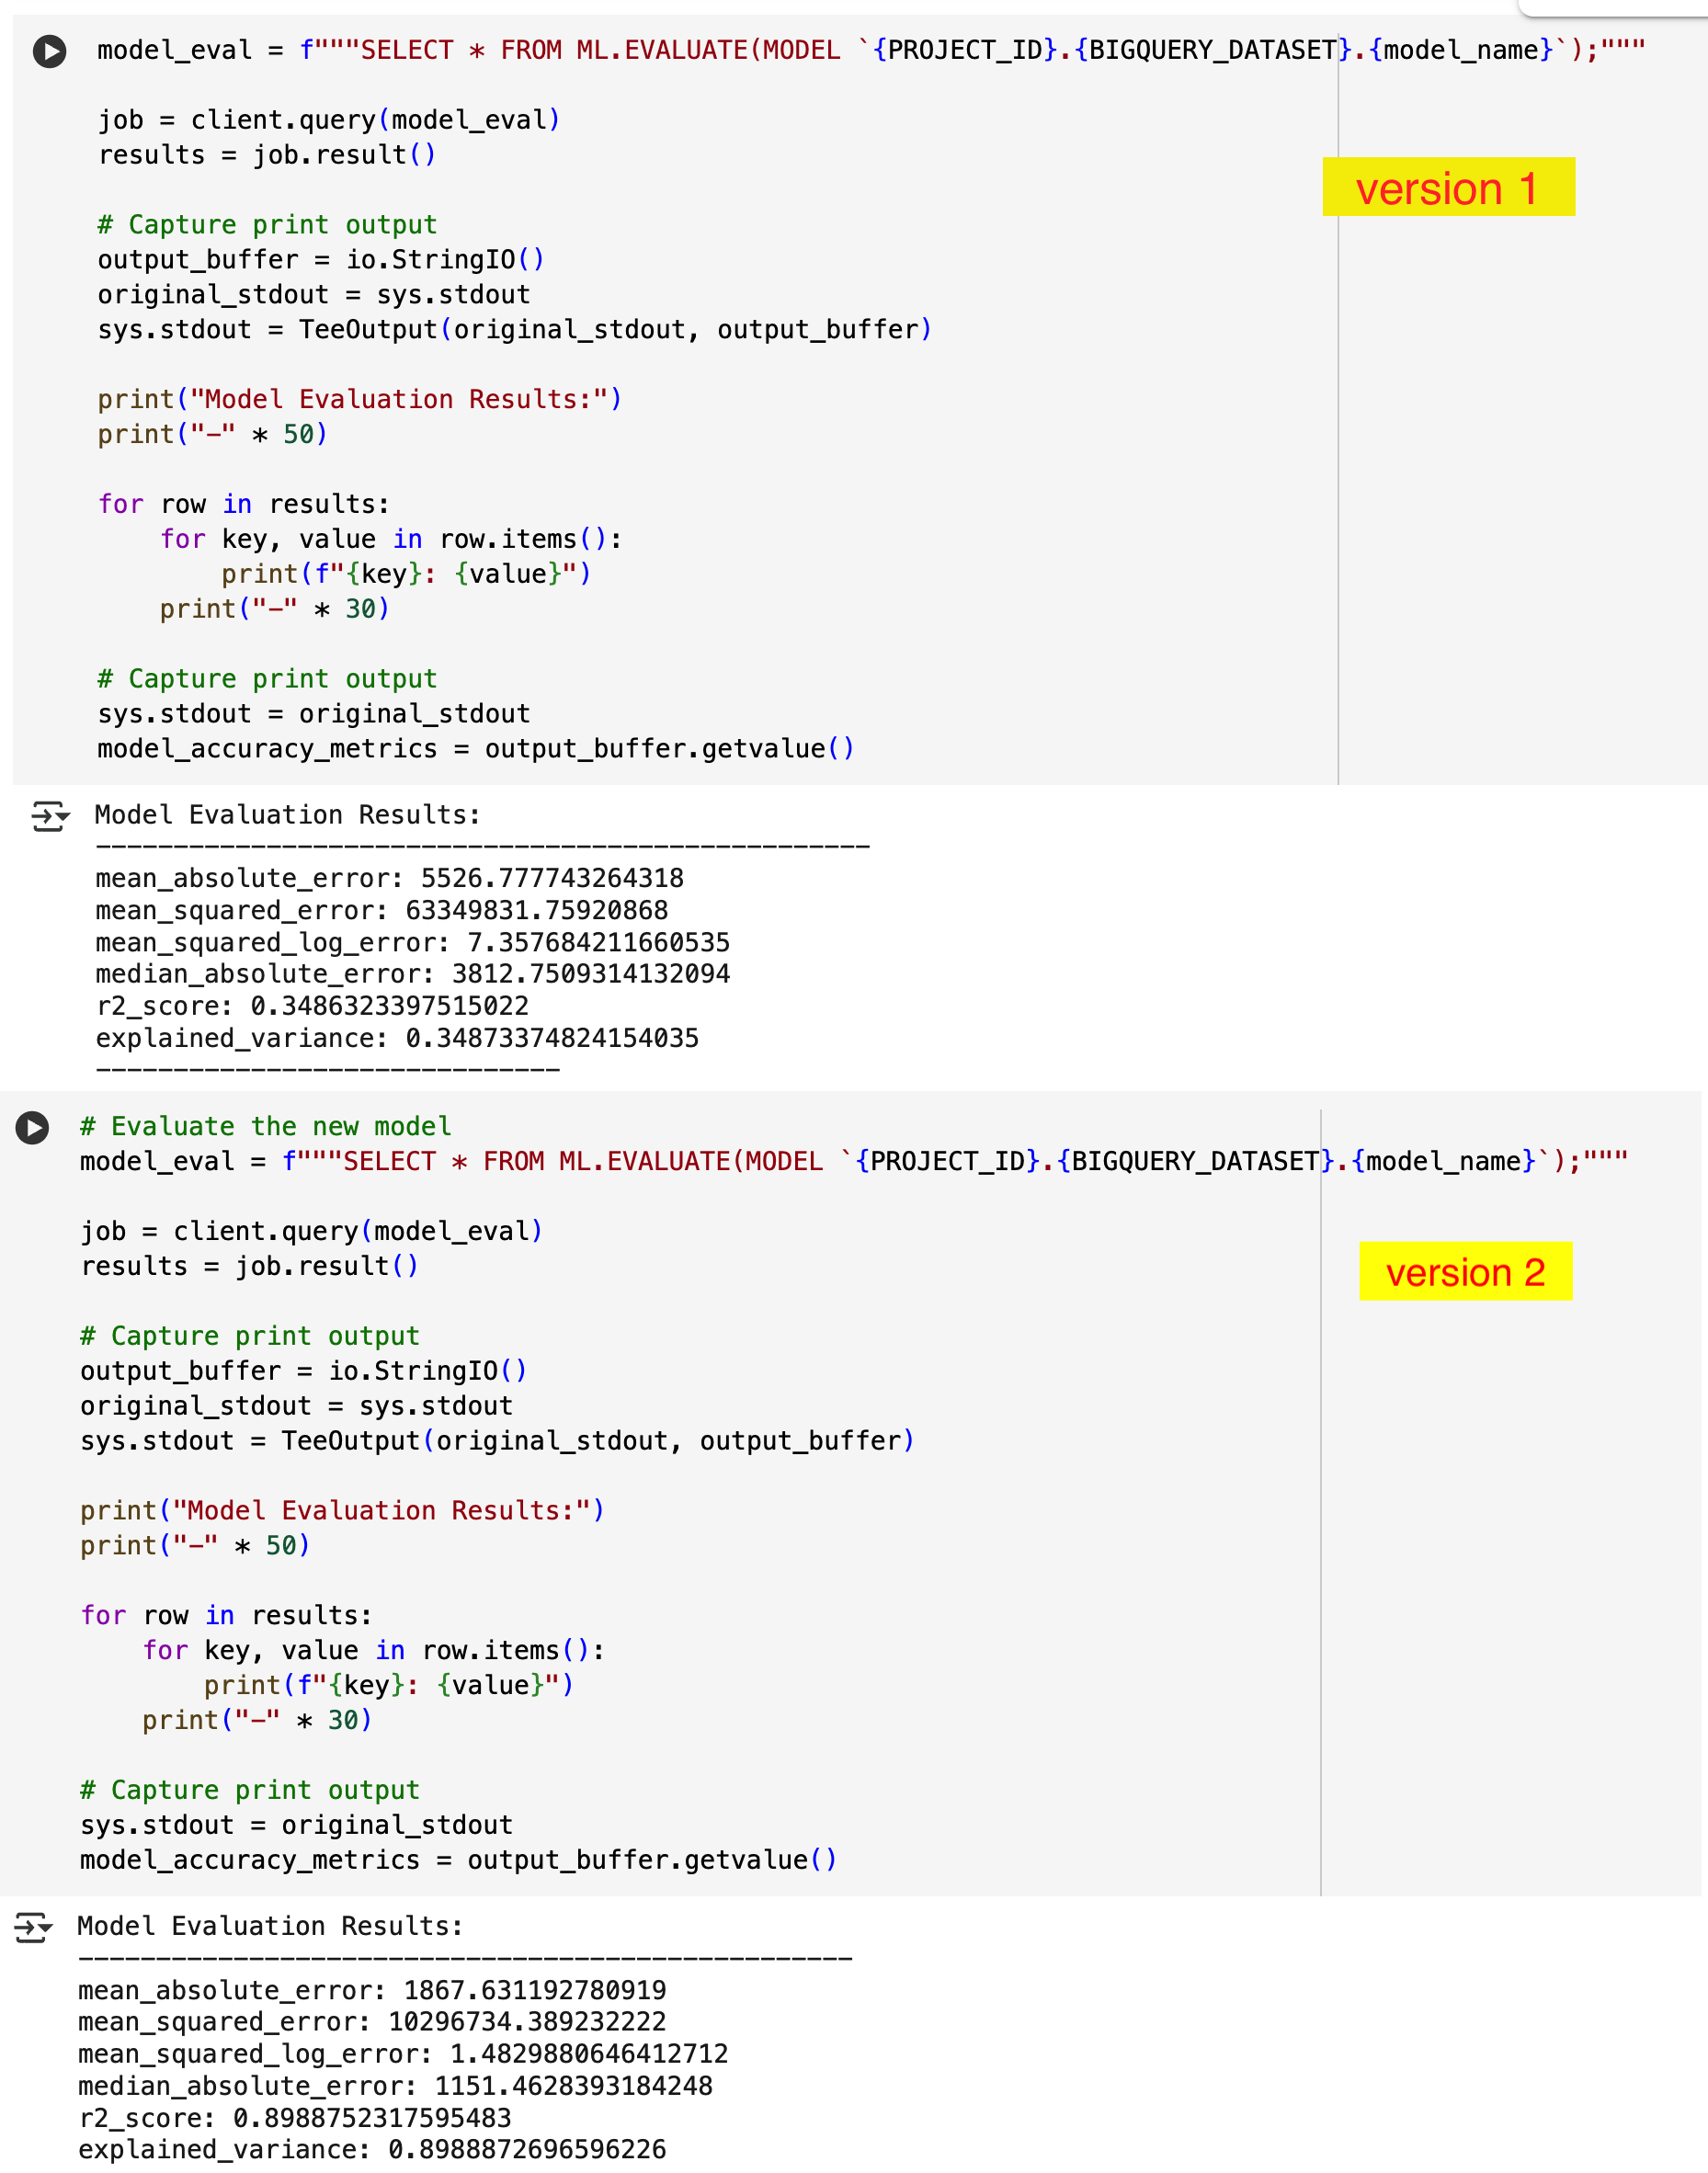 model_eval = f"""SELECT * FROM ML.EVALUATE(MODEL `{PROJECT_ID}.{BIGQUERY_DATASET}.{model_name}`);"""
job = client.query(model_eval)
results = job.result()
version 1
# Capture print output
output_buffer = io.StringIO()
original_stdout = sys.stdout
sys.stdout = TeeOutput(original_stdout, output_buffer)
print("Model Evaluation Results:")
print("-" * 50)
for row in results:
    for key, value in row.items():
          print(f"{key}: {value}")
    print("-" * 30)
# Capture print output
sys.stdout = original_stdout
model_accuracy_metrics = output_buffer.getvalue()
Model Evaluation Results:
--------------------------------------------------
mean_absolute_error: 5526.777743264318
mean_squared_error: 63349831.75920868
mean_squared_log_error: 7.357684211660535
median_absolute_error: 3812.7509314132094
r2_score: 0.3486323397515022
explained_variance: 0.34873374824154035
------------------------------
# Evaluate the new model
model_eval = f"""SELECT * FROM ML.EVALUATE(MODEL `{PROJECT_ID}.{BIGQUERY_DATASET}.{model_name}`);"""
job = client.query(model_eval)
results = job.result()
version 2
# Capture print output
output_buffer = io.StringIO()
original_stdout = sys.stdout
sys.stdout = TeeOutput(original_stdout, output_buffer)
print("Model Evaluation Results:")
print("-" * 50)
for row in results:
    for key, value in row.items():
        print(f"{key}: {value}")
    print("-" * 30)
# Capture print output
sys.stdout = original_stdout
model_accuracy_metrics = output_buffer.getvalue()
Model Evaluation Results:
--------------------------------------------------
mean_absolute_error: 1867.631192780919
mean_squared_error: 10296734.389232222
mean_squared_log_error: 1.4829880646412712
median_absolute_error: 1151.4628393184248
r2_score: 0.8988752317595483
explained_variance: 0.8988872696596226